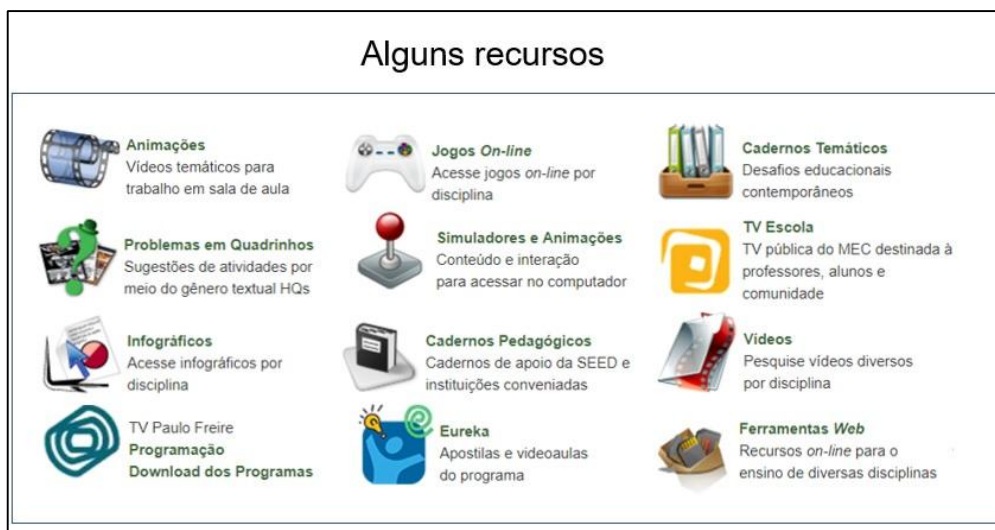 Alguns recursos
Animações
Vídeos temáticos para
trabalho em sala de aula
Jogos On-line
Acesse jogos on-line por
disciplina
Cadernos Temáticos
Desafios educacionais
contemporâneos
Problemas em Quadrinhos
Sugestões de atividades por
meio do gênero textual HQs
Simuladores e Animações
Conteúdo e interação
para acessar no computador
TV Escola
TV pública do MEC destinada à
professores, alunos e
comunidade
Infográficos
Acesse infográficos por
disciplina
Cadernos Pedagógicos
Cadernos de apoio da SEED e
instituições conveniadas
Vídeos
Pesquise vídeos diversos
por disciplina
TV Paulo Freire
Programação
Download dos Programas
Eureka
Apostilas e videoaulas
do programa
Ferramentas Web
Recursos on-line para o
ensino de diversas disciplinas